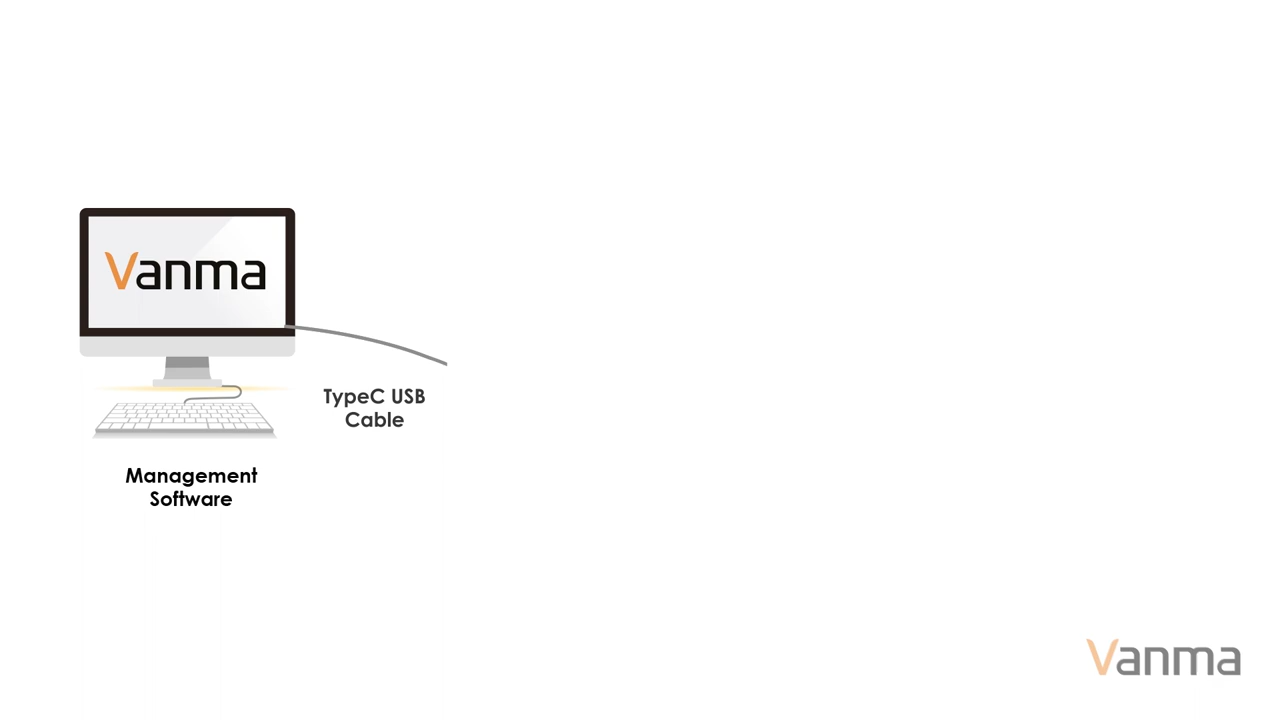 Vanma
TypeC USB
Cable
Management
Software
Vanma